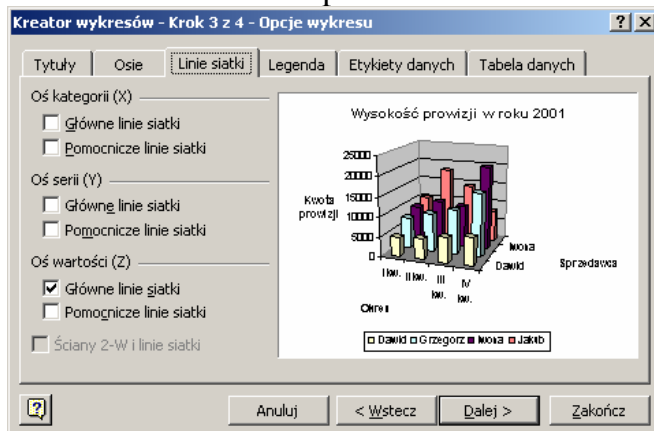 Kreator wykresów - Krok 3 z 4 - Opcje wykresu
Tytuły Osie Linie siatki Legenda Etykiety danych Tabela danych
Oś kategorii (X)
Główne linie siatki
Pomocnicze linie siatki
Oś serii (Y)
Główne linie siatki
Pomocnicze linie siatki
Oś wartości (Z)
Główne linie siatki
Pomocnicze linie siatki
Ściany 2-W i linie siatki
Wysokość prowizji w roku 2001
Kwota
prowizji
25000
20000
15000
10000
5000
0
I kw. II kw. III kw. IV kw.
Okres
Iwona
Dawid
Sprzedawca
Dawid Grzegorz Iwona Jakub
Anuluj < Wstecz Dalej > Zakończ